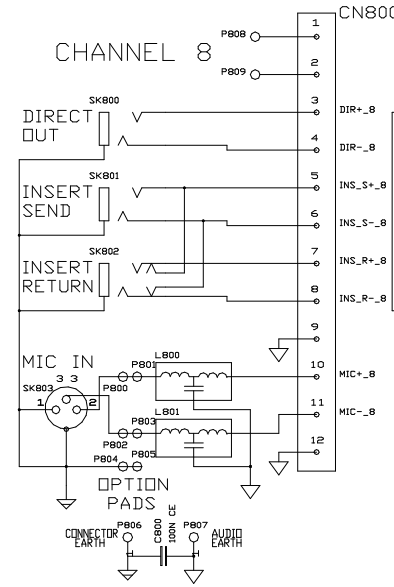 CN800
CHANNEL 8
P808
1
P809
2
SK800
DIRECT OUT
3
DIR+_8
4
DIR-_8
SK801
INSERT SEND
5
INS_S+_8
6
INS_S-_8
SK802
INSERT RETURN
7
INS_R+_8
8
INS_R-_8
9
MIC IN
SK803
3 3
1
2
P800
P801
L800
10
MIC+_8
P802
P803
L801
11
MIC-_8
P804
P805
12
OPTION PADS
CONNECTOR EARTH
P806
C800
100N CE
P807
AUDIO EARTH